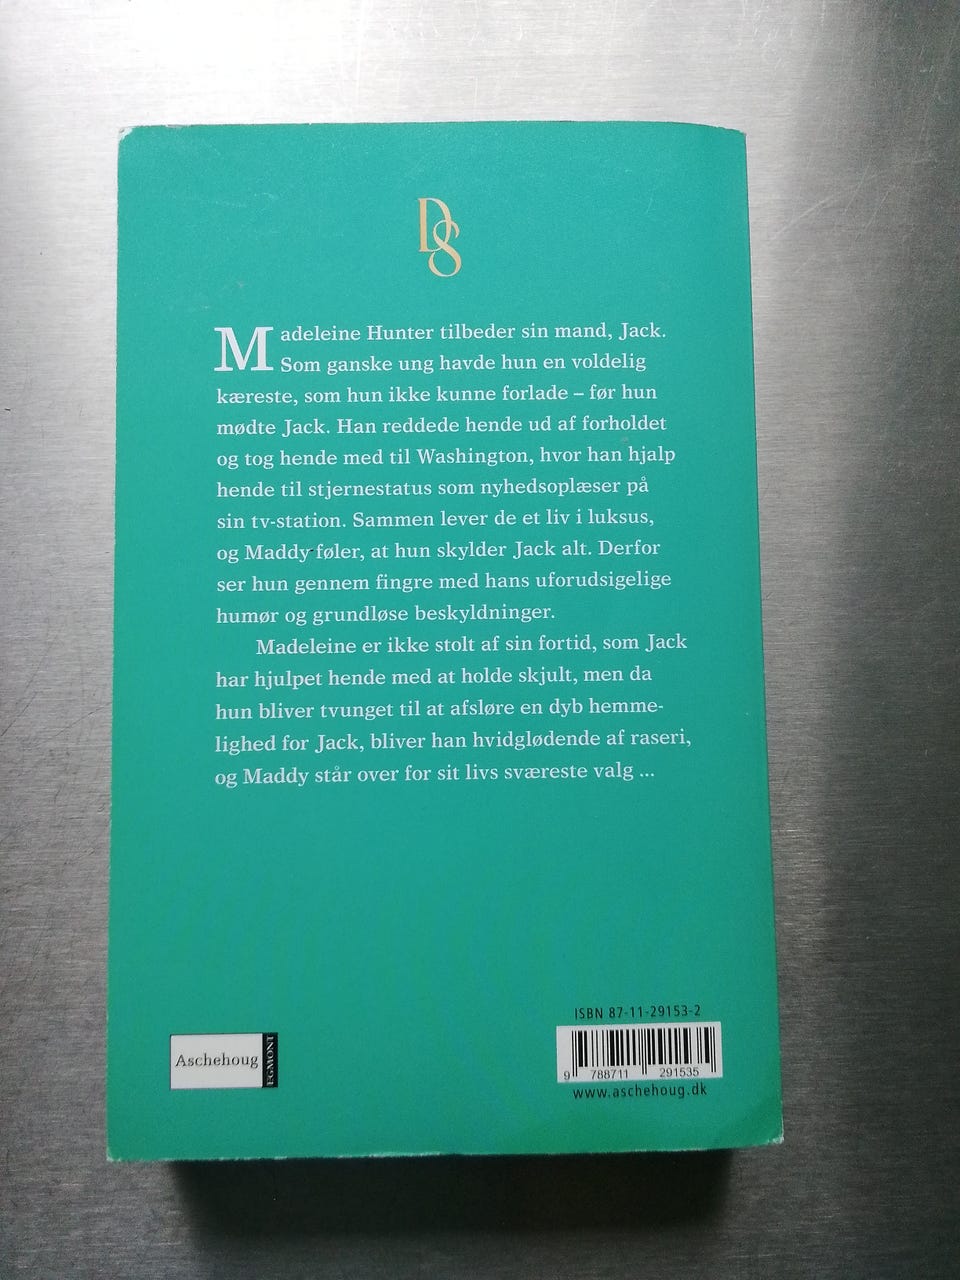 DS
Madeleine Hunter tilbeder sin mand, Jack.
Som ganske ung havde hun en voldelig
kæreste, som hun ikke kunne forlade – før hun
mødte Jack. Han reddede hende ud af forholdet
og tog hende med til Washington, hvor han hjalp
hende til stjernestatus som nyhedsoplæser på
sin tv-station. Sammen lever de et liv i luksus,
og Maddy føler, at hun skylder Jack alt. Derfor
ser hun gennem fingre med hans uforudsigelige
humør og grundløse beskyldninger.
Madeleine er ikke stolt af sin fortid, som Jack
har hjulpet hende med at holde skjult, men da
hun bliver tvunget til at afsløre en dyb hemme-
lighed for Jack, bliver han hvidglødende af raseri,
og Maddy står over for sit livs sværeste valg ...
Aschehoug
EGMONT
ISBN 87-11-29153-2
9 788711 291535
www.aschehoug.dk